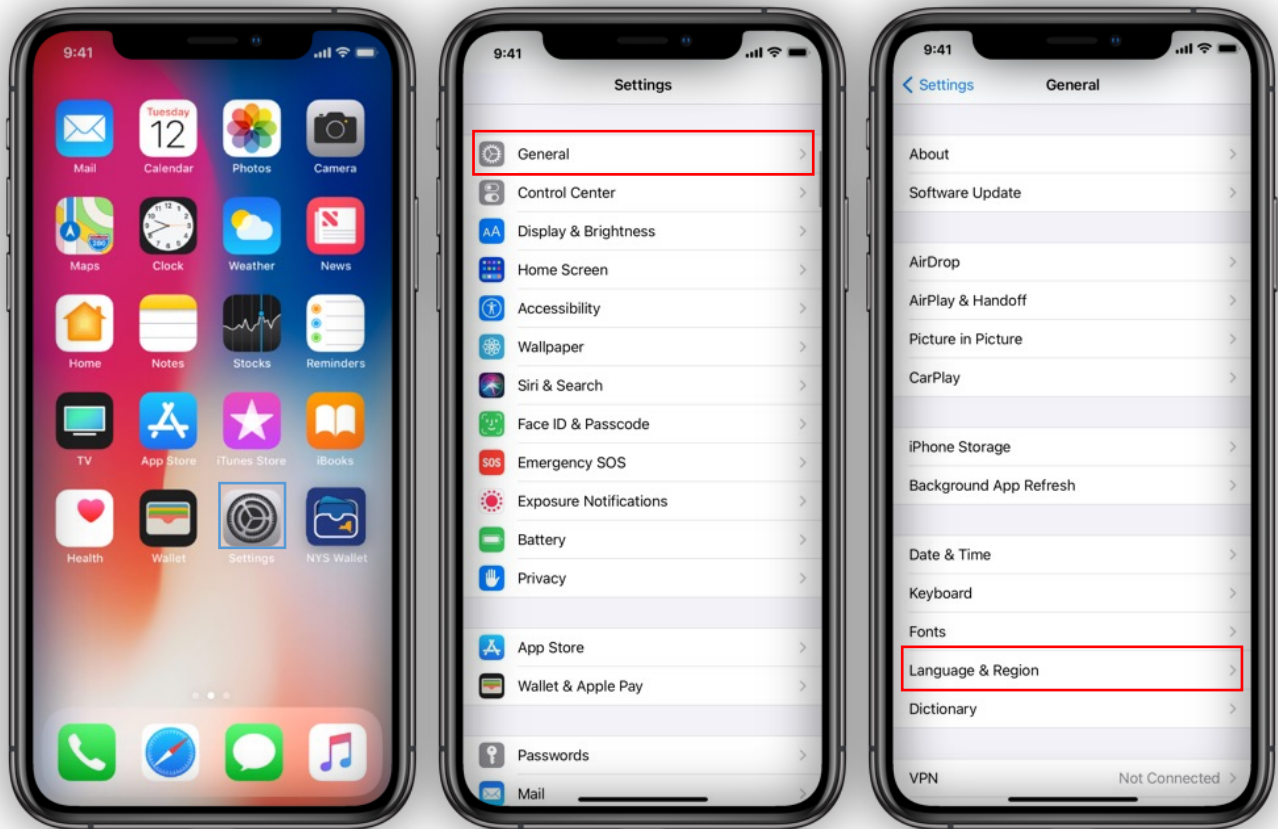 9:41
Tuesday
12
Mail
Calendar
Photos
Camera
280
Maps
Clock
Weather
News
Home
Notes
Stocks
Reminders
TV
App Store
iTunes Store
iBooks
Health
Wallet
Settings
NYS Wallet
9:41
Settings
General
Control Center
AA
Display & Brightness
Home Screen
Accessibility
Wallpaper
Siri & Search
Face ID & Passcode
SOS
Emergency SOS
Exposure Notifications
Battery
Privacy
App Store
Wallet & Apple Pay
Passwords
Mail
9:41
Settings
General
About
Software Update
AirDrop
AirPlay & Handoff
Picture in Picture
CarPlay
iPhone Storage
Background App Refresh
Date & Time
Keyboard
Fonts
Language & Region
Dictionary
VPN
Not Connected